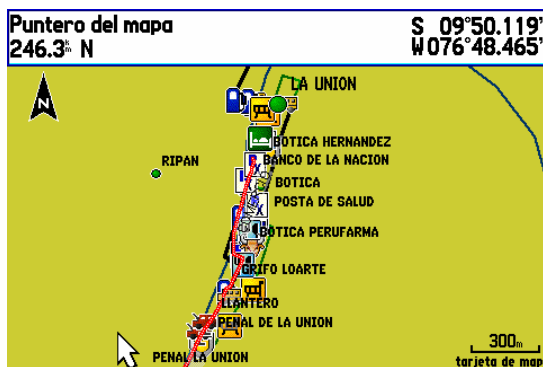 Puntero del mapa
246.3km N
S 09°50.119'
W076°48.465'
N
LA UNION
BOTICA HERNANDEZ
RIPAN
BANCO DE LA NACION
BOTICA
POSTA DE SALUD
BOTICA PERUFARMA
GRIFO LOARTE
LLANTERO
PENAL DE LA UNION
PENAL LA UNION
300m
tarjeta de map